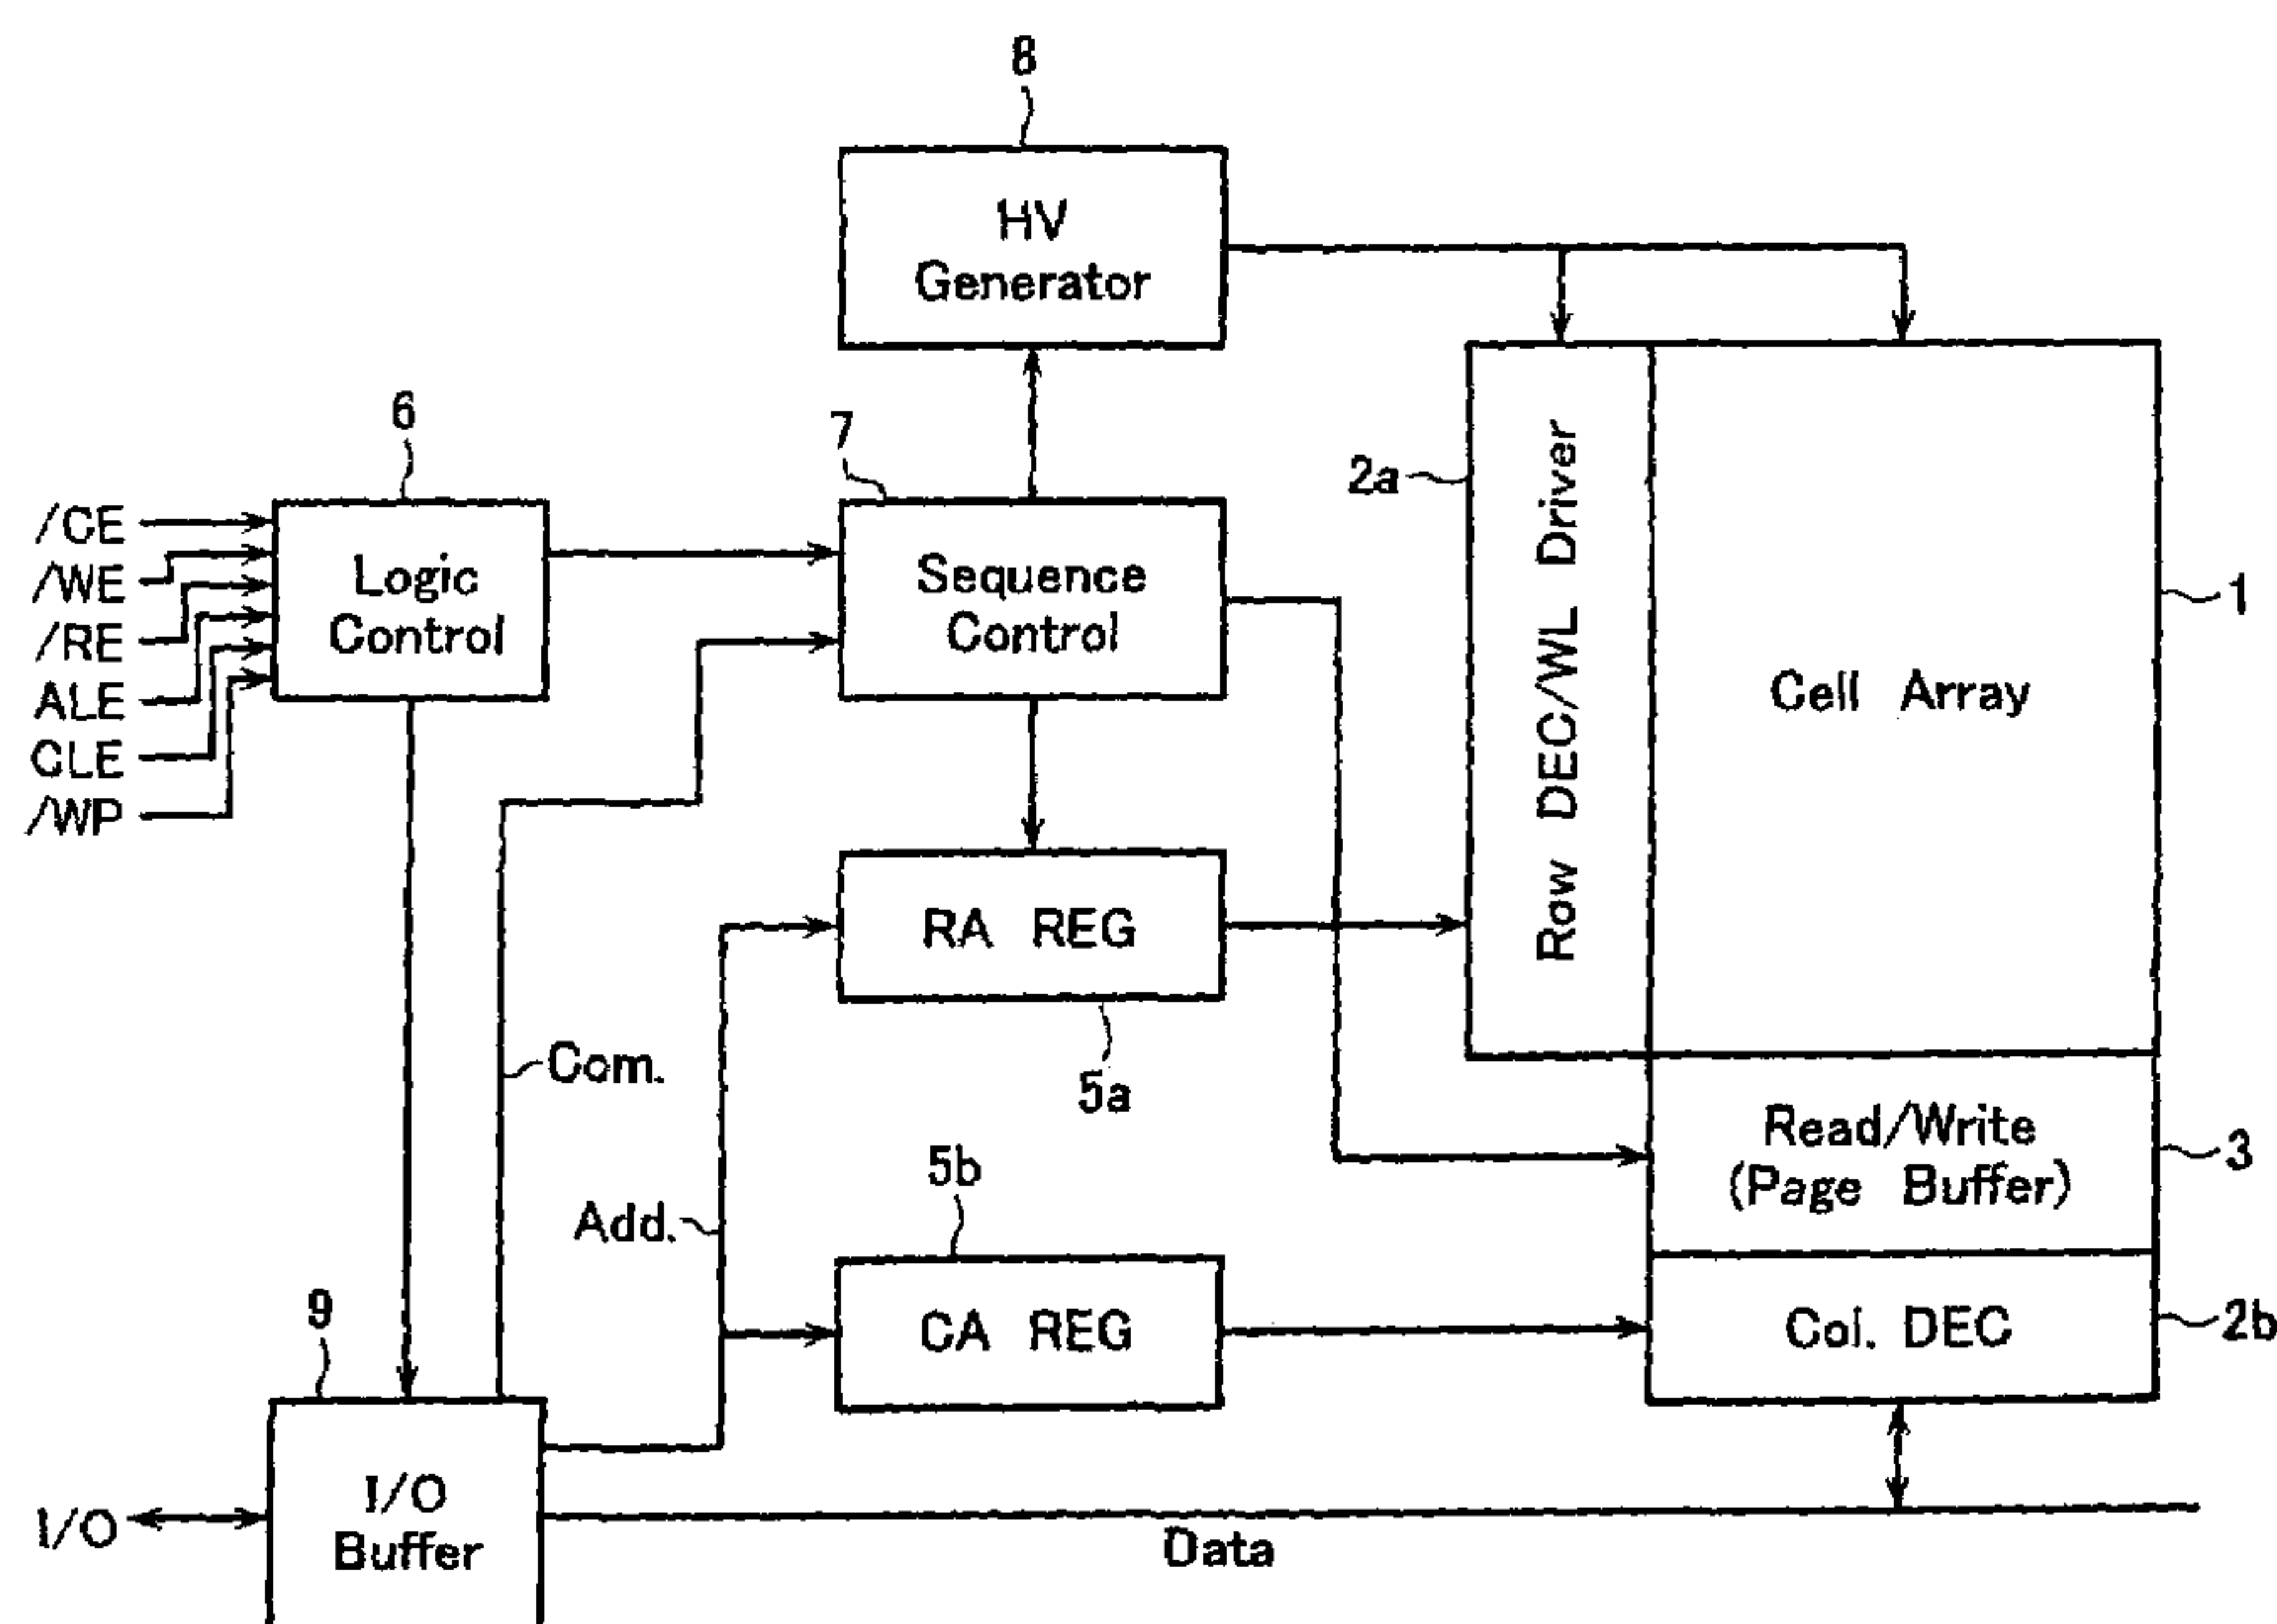 8
HV
Generator
6
7
2a
/CE
/WE
/RE
ALE
CLE
/WP
Logic
Control
Sequence
Control
Row DEC/WL Driver
Cell Array
1
RA REG
5a
Com.
Add.
5b
CA REG
Read/Write
(Page Buffer)
3
Col. DEC
2b
9
I/O
I/O
Buffer
Data